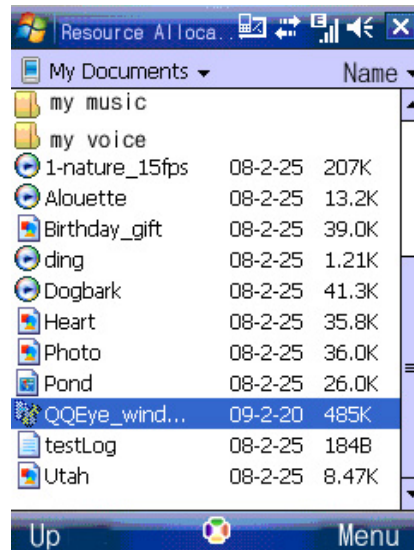 Resource Alloca..
My Documents Name
my music
my voice
1-nature_15fps 08-2-25 207K
Alouette 08-2-25 13.2K
Birthday_gift 08-2-25 39.0K
ding 08-2-25 1.21K
Dogbark 08-2-25 41.3K
Heart 08-2-25 35.8K
Photo 08-2-25 36.0K
Pond 08-2-25 26.0K
QQEye_wind... 09-2-20 485K
testLog 08-2-25 184B
Utah 08-2-25 8.47K
Up Menu